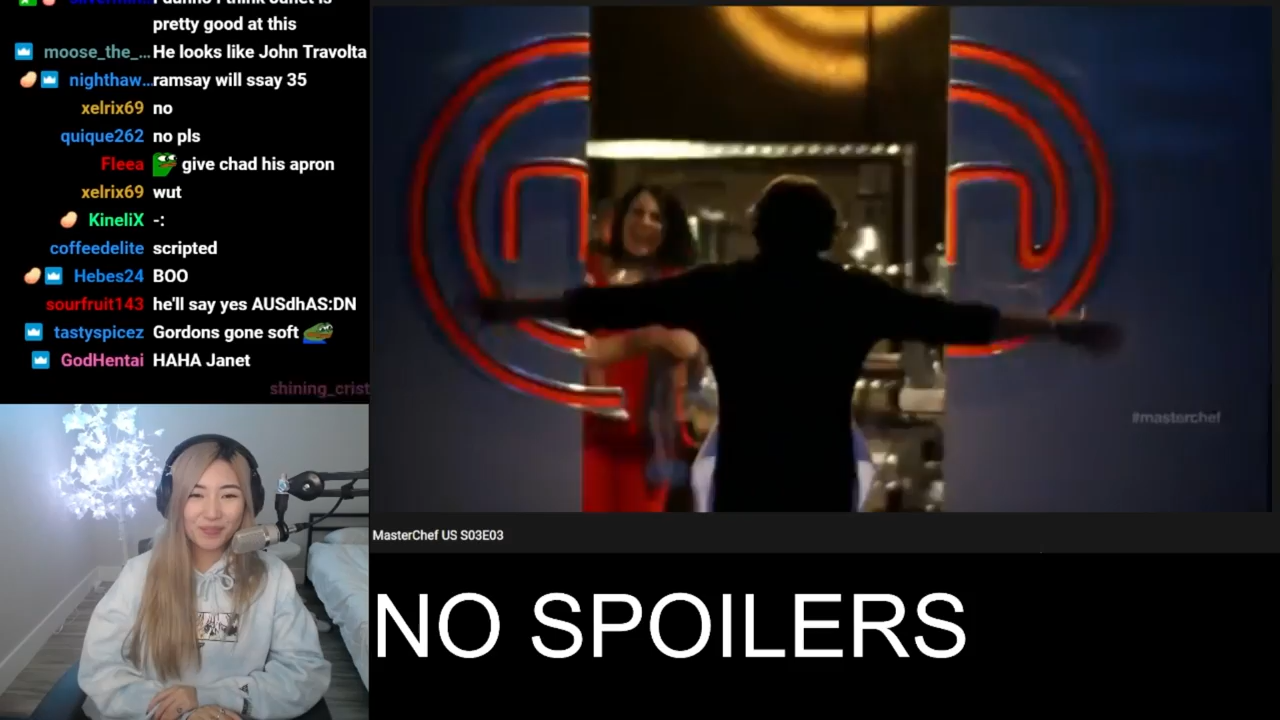 pretty good at this
moose_the_... He looks like John Travolta
nighthaw... ramsay will ssay 35
xelrix69 no
quique262 no pls
Fleea give chad his apron
xelrix69 wut
KineliX -:
coffeedelite scripted
Hebes24 BOO
sourfruit143 he'll say yes AUSdhAS:DN
tastyspicez Gordons gone soft
GodHentai HAHA Janet
shining_crist
#masterchef
MasterChef US S03E03
NO SPOILERS